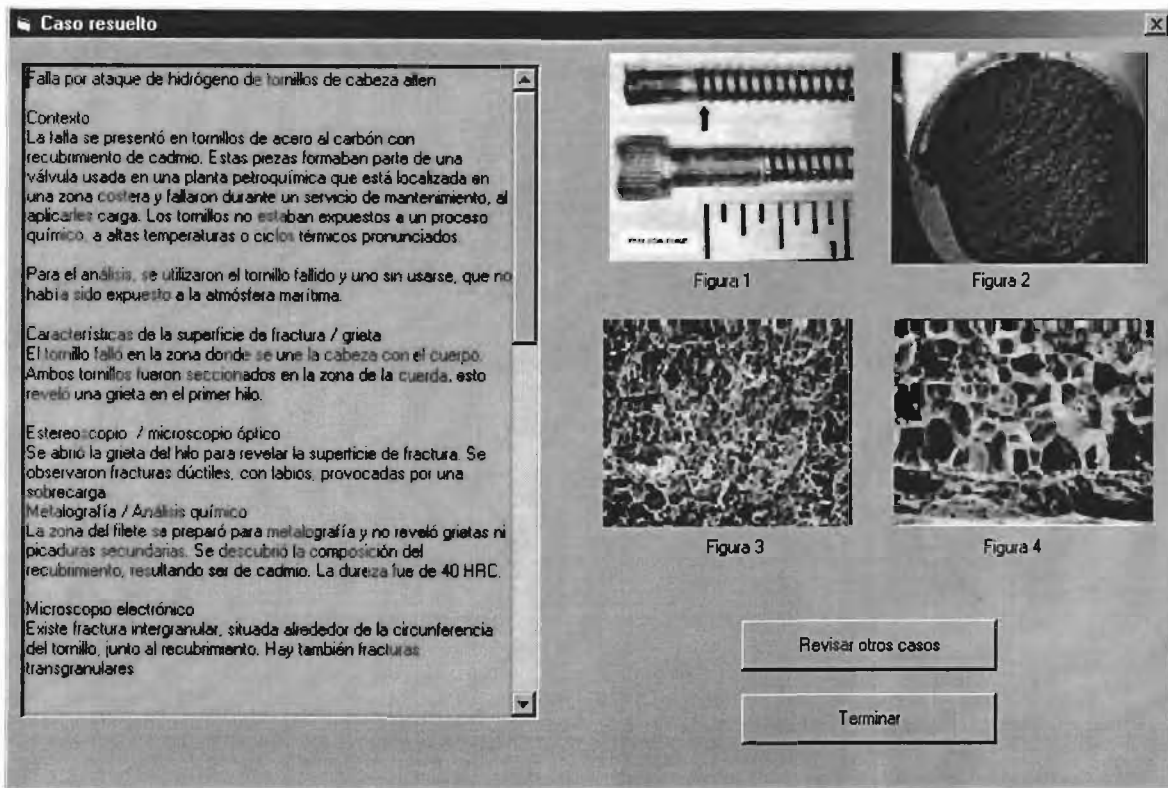 Caso resuelto
Falla por ataque de hidrógeno de tornillos de cabeza allen
Contexto
La falla se presentó en tornillos de acero al carbón con
recubrimiento de cadmio. Estas piezas formaban parte de una
válvula usada en una planta petroquímica que está localizada en
una zona costera y fallaron durante un servicio de mantenimiento, al
aplicarles carga. Los tornillos no estaban expuestos a un proceso
químico, a altas temperaturas o ciclos térmicos pronunciados.
Para el análisis, se utilizaron el tornillo fallido y uno sin usarse, que no
había sido expuesto a la atmósfera marítima.
Características de la superficie de fractura / grieta
El tornillo falló en la zona donde se une la cabeza con el cuerpo.
Ambos tornillos fueron seccionados en la zona de la cuerda, esto
reveló una grieta en el primer hilo.
Estereoscopio / microscopio óptico
Se abrió la grieta del hilo para revelar la superficie de fractura. Se
observaron fracturas dúctiles, con labios, provocadas por una
sobrecarga
Metalografía / Análisis químico
La zona del filete se preparó para metalografía y no reveló grietas ni
picaduras secundarias. Se descubrió la composición del
recubrimiento, resultando ser de cadmio. La dureza fue de 40 HRC.
Microscopio electrónico
Existe fractura intergranular, situada alrededor de la circunferencia
del tornillo, junto al recubrimiento. Hay también fracturas
transgranulares
Figura 1
Figura 2
Figura 3
Figura 4
Revisar otros casos
Terminar